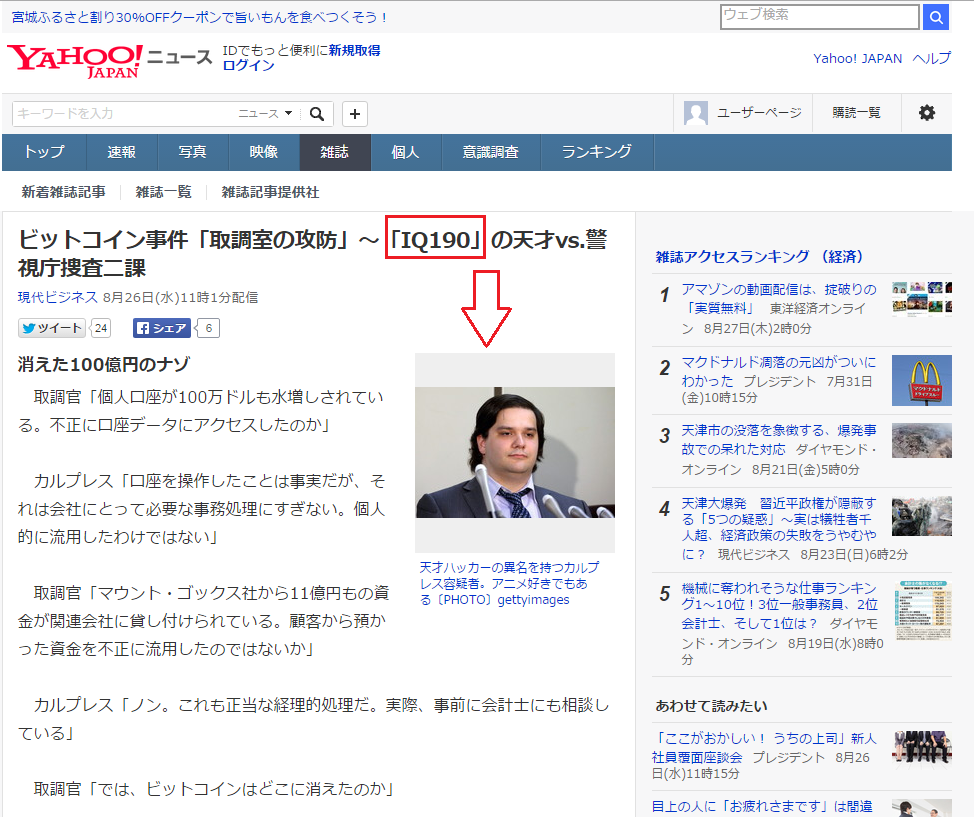 宮城ふるさと割り30%OFFクーポンで旨いもんを食べつくそう！
ウェブ検索
YAHOO! JAPAN ニュース
IDでもっと便利に新規取得
ログイン
Yahoo! JAPAN ヘルプ
キーワードを入力
ニュース
ユーザーページ
購読一覧
トップ 速報 写真 映像 雑誌 個人 意識調査 ランキング
新着雑誌記事 雑誌一覧 雑誌記事提供社
ビットコイン事件「取調室の攻防」～「IQ190」の天才vs.警
視庁捜査二課
現代ビジネス 8月26日(水)11時1分配信
ツイート 24 シェア 6
消えた100億円のナゾ
取調官「個人口座が100万ドルも水増しされてい
る。不正に口座データにアクセスしたのか」
カルプレス「口座を操作したことは事実だが、そ
れは会社にとって必要な事務処理にすぎない。個人
的に流用したわけではない」
取調官「マウント・ゴックス社から11億円もの資
金が関連会社に貸し付けられている。顧客から預か
った資金を不正に流用したのではないか」
カルプレス「ノン。これも正当な経理的処理だ。実際、事前に会計士にも相談し
ている」
取調官「では、ビットコインはどこに消えたのか」
天才ハッカーの異名を持つカルプ
レス容疑者。アニメ好きでもあ
る〔PHOTO〕gettyimages
雑誌アクセスランキング （経済）
1 アマゾンの動画配信は、掟破りの
「実質無料」 東洋経済オンライ
ン 8月27日(木)2時0分
2 マクドナルド凋落の元凶がついに
わかった プレジデント 7月31日
(金)10時15分
3 天津市の没落を象徴する、爆発事
故での呆れた対応 ダイヤモンド・
オンライン 8月21日(金)5時0分
4 天津大爆発 習近平政権が隠蔽す
る「5つの疑惑」～実は犠牲者千
人超、経済政策の失敗をうやむや
に？ 現代ビジネス 8月23日(日)6時2分
5 機械に奪われそうな仕事ランキン
グ1～10位！3位一般事務員、2位
会計士、そして1位は？ ダイヤモ
ンド・オンライン 8月19日(水)8時0
分
あわせて読みたい
「ここがおかしい！ うちの上司」新人
社員覆面座談会 プレジデント 8月26
日(水)11時15分
目上の人に「お疲れさまです」は間違